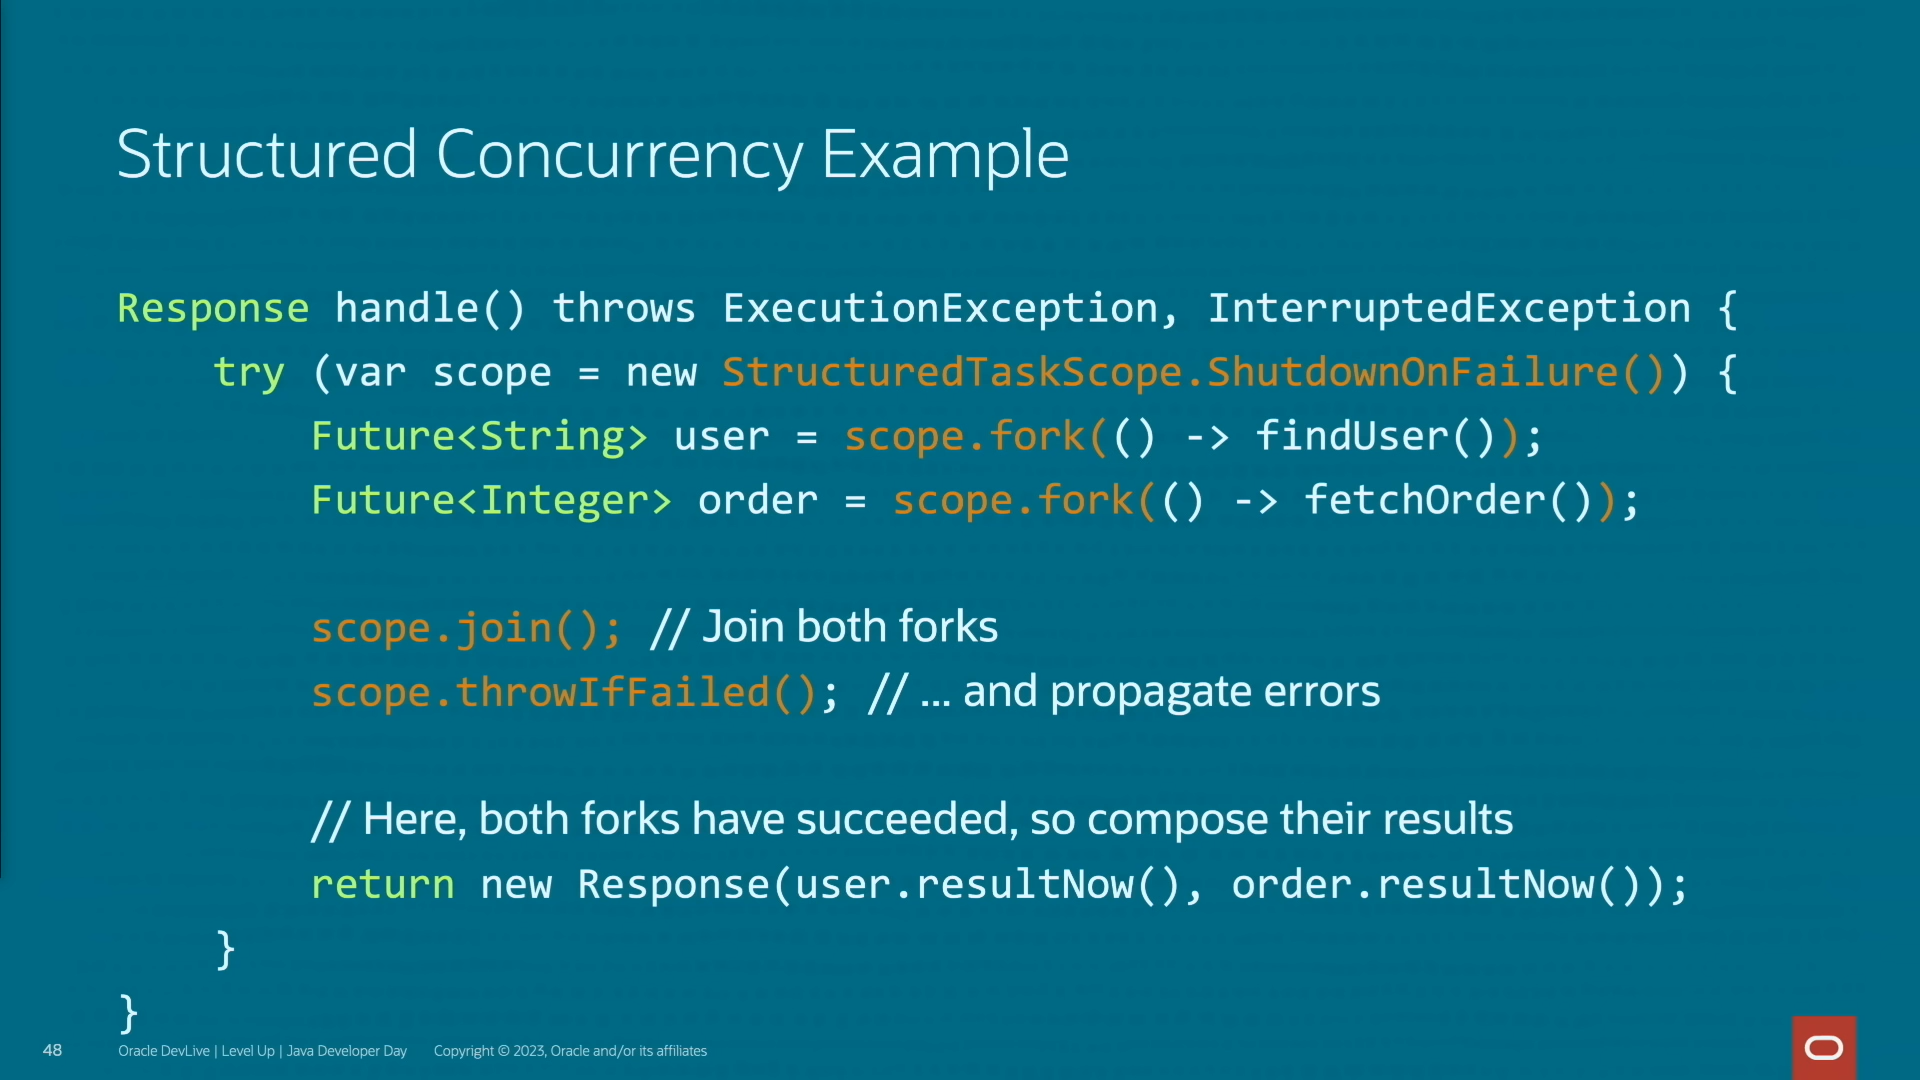 Structured Concurrency Example
Response handle() throws ExecutionException, InterruptedException {
try (var scope = new StructuredTaskScope.ShutdownOnFailure()) {
Future<String> user = scope.fork(() -> findUser());
Future<Integer> order = scope.fork(() -> fetchOrder());
scope.join(); // Join both forks
scope.throwIfFailed(); // ... and propagate errors
// Here, both forks have succeeded, so compose their results
return new Response(user.resultNow(), order.resultNow());
}
}
48 Oracle DevLive | Level Up | Java Developer Day Copyright © 2023, Oracle and/or its affiliates